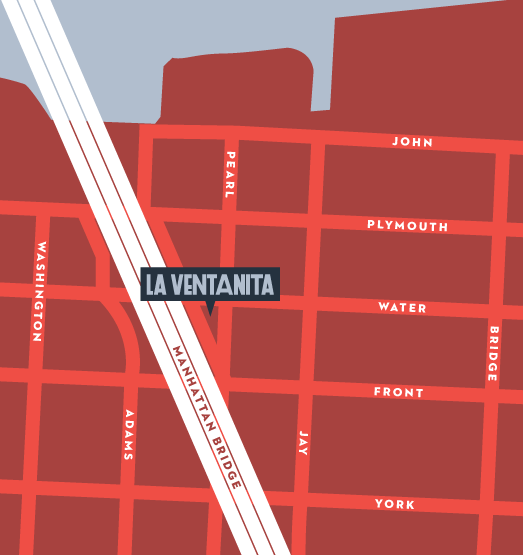 JOHN
PEARL
PLYMOUTH
WASHINGTON
LA VENTANITA
WATER
BRIDGE
MANHATTAN BRIDGE
FRONT
ADAMS
JAY
YORK